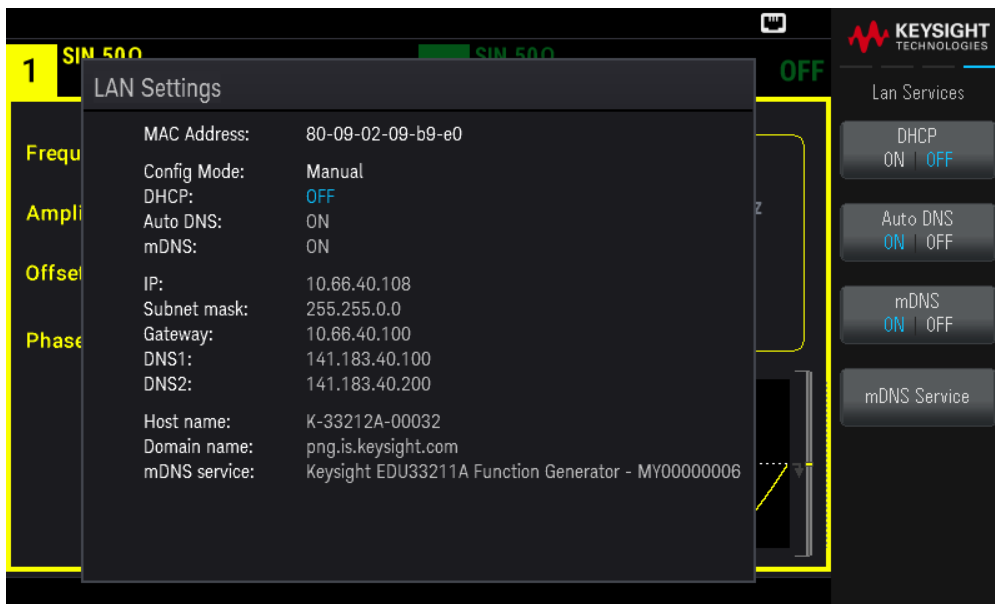 KEYSIGHT
TECHNOLOGIES
1
SIN 50Ω
SIN 50Ω
OFF
LAN Settings
MAC Address: 80-09-02-09-b9-e0
Config Mode: Manual
DHCP: OFF
Auto DNS: ON
mDNS: ON
IP: 10.66.40.108
Subnet mask: 255.255.0.0
Gateway: 10.66.40.100
DNS1: 141.183.40.100
DNS2: 141.183.40.200
Host name: K-33212A-00032
Domain name: png.is.keysight.com
mDNS service: Keysight EDU33211A Function Generator - MY00000006
Frequ
Ampli
Offse
Phase
z
Lan Services
DHCP
ON | OFF
Auto DNS
ON | OFF
mDNS
ON | OFF
mDNS Service